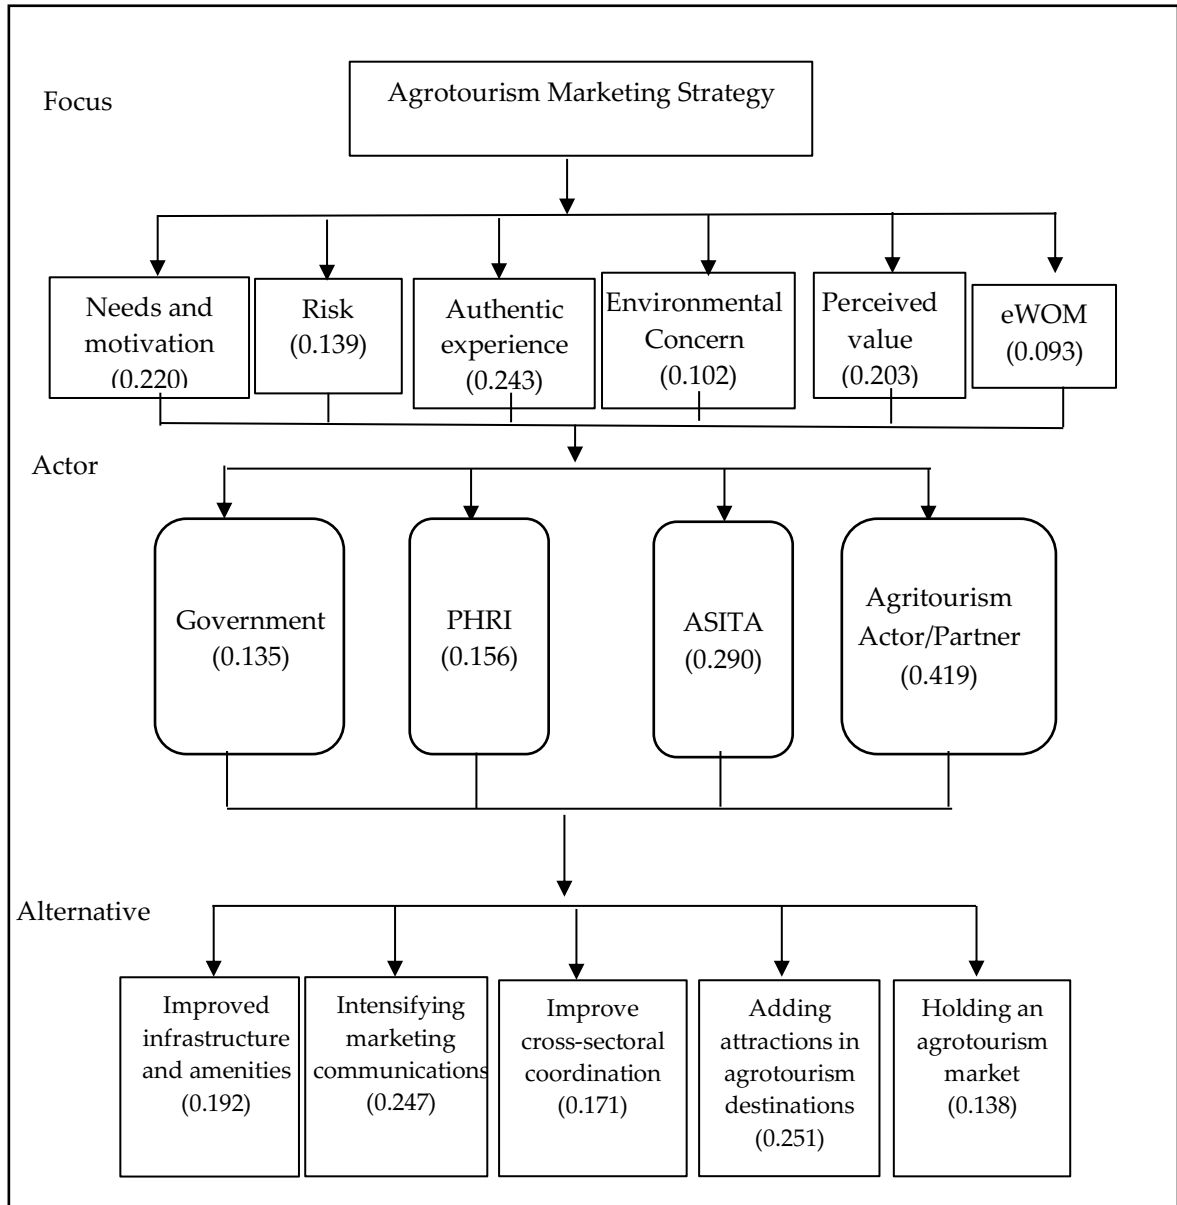 Focus
Agrotourism Marketing Strategy
Needs and
motivation
(0.220)
Risk
(0.139)
Authentic
experience
(0.243)
Environmental
Concern
(0.102)
Perceived
value
(0.203)
eWOM
(0.093)
Actor
Government
(0.135)
PHRI
(0.156)
ASITA
(0.290)
Agritourism
Actor/Partner
(0.419)
Alternative
Improved
infrastructure
and amenities
(0.192)
Intensifying
marketing
communications
(0.247)
Improve
cross-sectoral
coordination
(0.171)
Adding
attractions in
agrotourism
destinations
(0.251)
Holding an
agrotourism
market
(0.138)